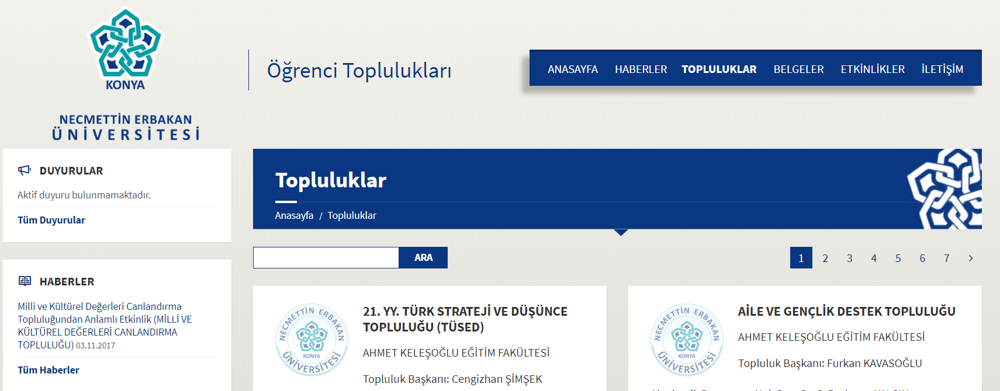 KONYA
NECMETTİN ERBAKAN
ÜNİVERSİTESİ
Öğrenci Toplulukları
ANASAYFA HABERLER TOPLULUKLAR BELGELER ETKİNLİKLER İLETİŞİM
DUYURULAR
Aktif duyuru bulunmamaktadır.
Tüm Duyurular
HABERLER
Milli ve Kültürel Değerleri Canlandırma
Topluluğundan Anlamlı Etkinlik (MİLLİ VE
KÜLTÜREL DEĞERLERİ CANLANDIRMA
TOPLULUĞU) 03.11.2017
Tüm Haberler
Topluluklar
Anasayfa / Topluluklar
ARA
1 2 3 4 5 6 7 >
NECMETTİN ERBAKAN
KONYA
ÜNİVERSİTESİ
21. YY. TÜRK STRATEJİ VE DÜŞÜNCE
TOPLULUĞU (TÜSED)
AHMET KELEŞOĞLU EĞİTİM FAKÜLTESİ
Topluluk Başkanı: Cengizhan ŞİMŞEK
NECMETTİN ERBAKAN
KONYA
ÜNİVERSİTESİ
AİLE VE GENÇLİK DESTEK TOPLULUĞU
AHMET KELEŞOĞLU EĞİTİM FAKÜLTESİ
Topluluk Başkanı: Furkan KAVASOĞLU